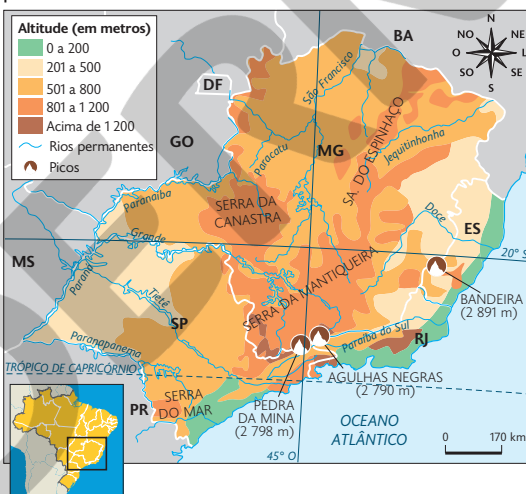 Altitude (em metros)
0 a 200
201 a 500
501 a 800
801 a 1 200
Acima de 1 200
Rios permanentes
Picos
N
NO
NE
O
L
SO
SE
S
BA
DF
GO
MG
São Francisco
Paracatu
SA. DO ESPINHAÇO
Jequitinhonha
Paranaíba
SERRA DA
CANASTRA
Doce
ES
20° S
MS
Grande
Paraná
SERRA DA MANTIQUEIRA
BANDEIRA
(2 891 m)
Tietê
SP
Paraíba do Sul
RJ
Paranapanema
TRÓPICO DE CAPRICÓRNIO
AGULHAS NEGRAS
(2 790 m)
PEDRA
DA MINA
(2 798 m)
PR
SERRA
DO MAR
OCEANO
ATLÂNTICO
0 170 km
45° O